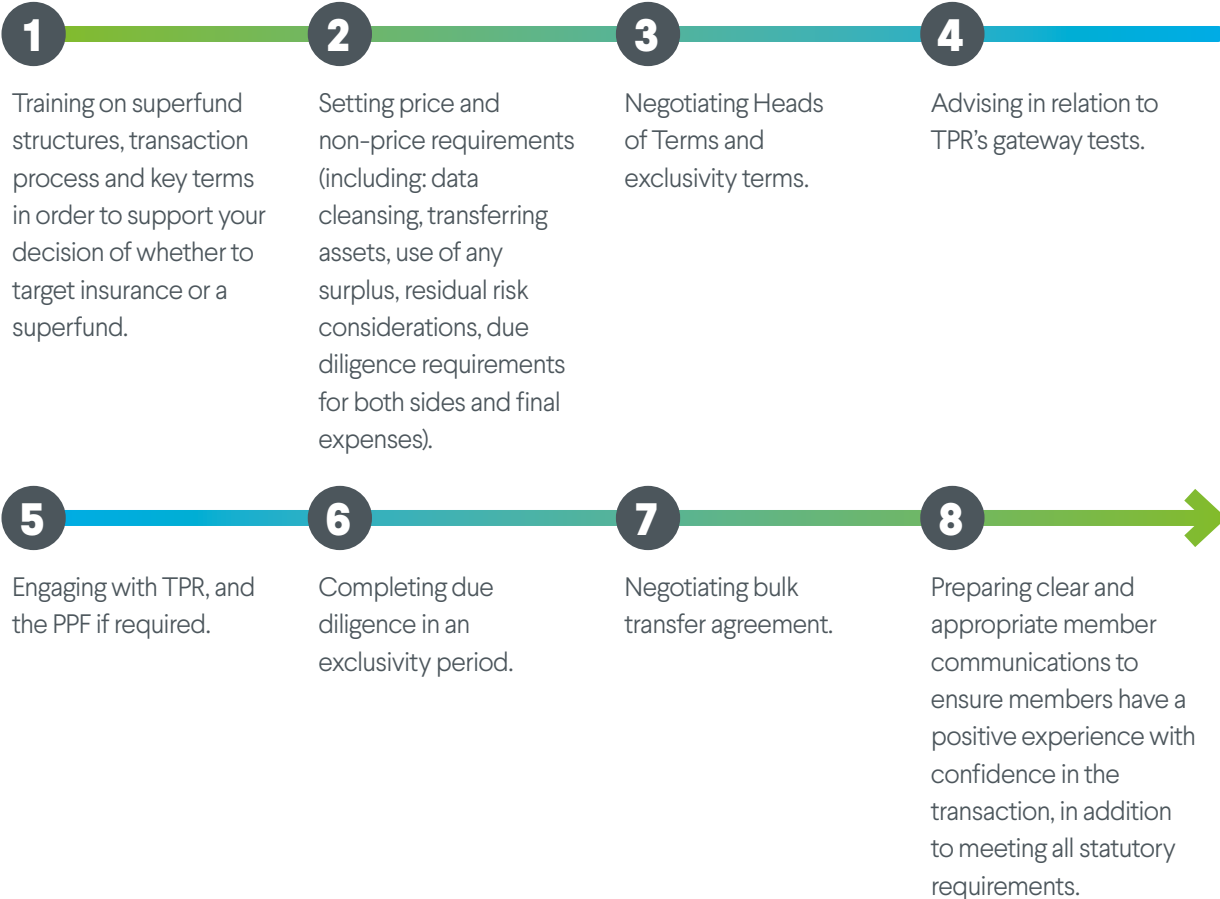 1
Training on superfund
structures, transaction
process and key terms
in order to support your
decision of whether to
target insurance or a
superfund.
2
Setting price and
non-price requirements
(including: data
cleansing, transferring
assets, use of any
surplus, residual risk
considerations, due
diligence requirements
for both sides and final
expenses).
3
Negotiating Heads
of Terms and
exclusivity terms.
4
Advising in relation to
TPR’s gateway tests.
5
Engaging with TPR, and
the PPF if required.
6
Completing due
diligence in an
exclusivity period.
7
Negotiating bulk
transfer agreement.
8
Preparing clear and
appropriate member
communications to
ensure members have a
positive experience with
confidence in the
transaction, in addition
to meeting all statutory
requirements.